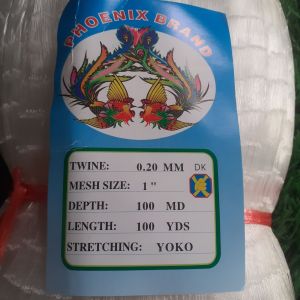 PHOENIX BRAND
TWINE: 0.20 MM DK
MESH SIZE: 1"
DEPTH: 100 MD
LENGTH: 100 YDS
STRETCHING: YOKO